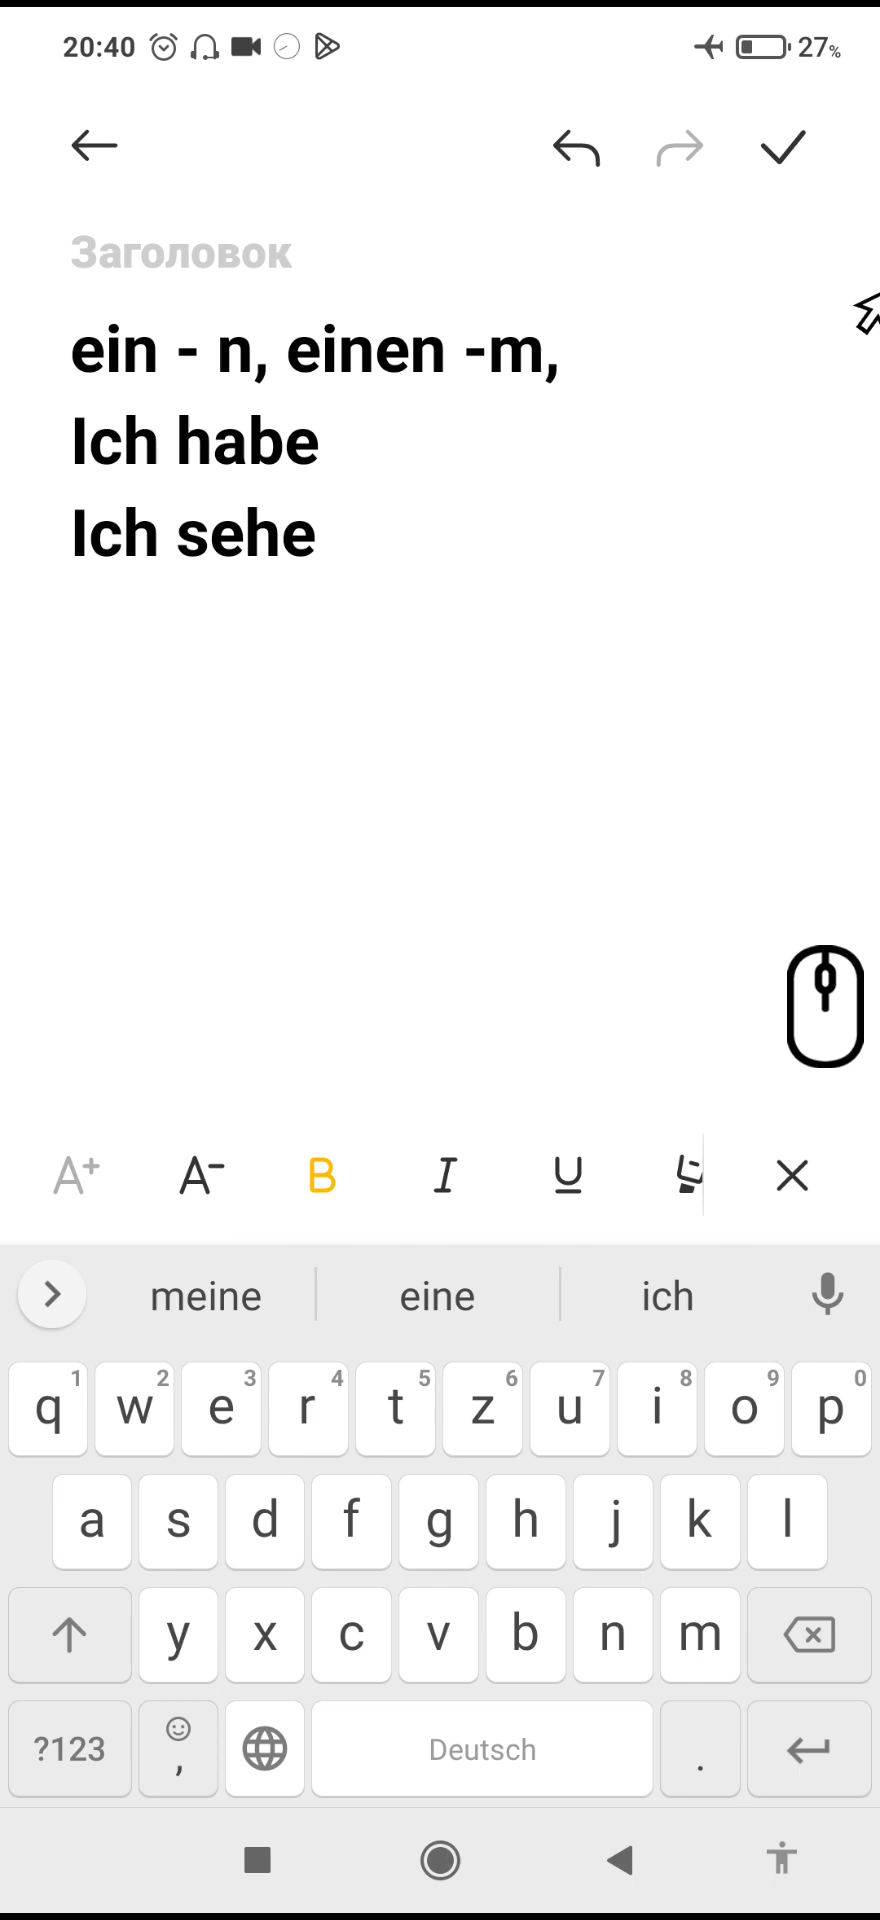 20:40 27%
Заголовок
ein - n, einen -m,
Ich habe
Ich sehe
A+ A- B I U
meine eine ich
1 2 3 4 5 6 7 8 9 0
q w e r t z u i o p
a s d f g h j k l
y x c v b n m
?123 , Deutsch .